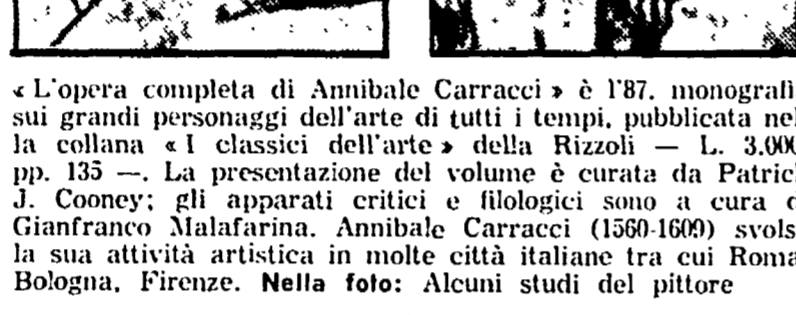 « L'opera completa di Annibale Carracci » è l'87. monografi
sui grandi personaggi dell'arte di tutti i tempi, pubblicata nel
la collana « I classici dell'arte » della Rizzoli — L. 3.000
pp. 135 —. La presentazione del volume è curata da Patric
J. Cooney; gli apparati critici e filologici sono a cura d
Gianfranco Malafarina. Annibale Carracci (1560-1609) svols
la sua attività artistica in molte città italiane tra cui Roma
Bologna, Firenze. Nella foto: Alcuni studi del pittore